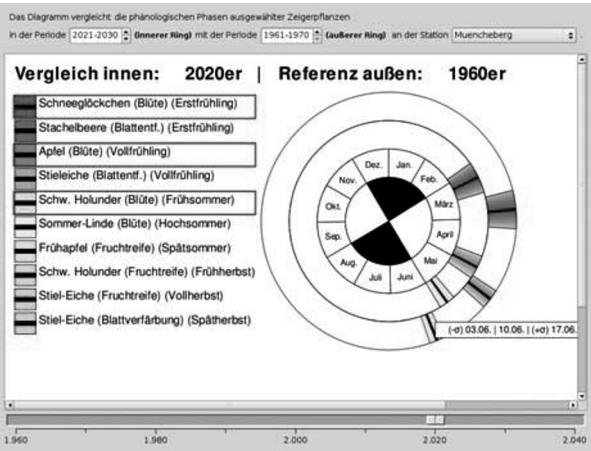 Das Diagramm vergleicht die phänologischen Phasen ausgewählter Zeigerpflanzen
in der Periode 2021-2030 (innerer Ring) mit der Periode 1961-1970 (äußerer Ring) an der Station Muencheberg .
Vergleich innen: 2020er | Referenz außen: 1960er
Schneeglöckchen (Blüte) (Erstfrühling)
Stachelbeere (Blattentf.) (Erstfrühling)
Apfel (Blüte) (Vollfrühling)
Stieleiche (Blattentf.) (Vollfrühling)
Schw. Holunder (Blüte) (Frühsommer)
Sommer-Linde (Blüte) (Hochsommer)
Frühapfel (Fruchtreife) (Spätsommer)
Schw. Holunder (Fruchtreife) (Frühherbst)
Stiel-Eiche (Fruchtreife) (Vollherbst)
Stiel-Eiche (Blattverfärbung) (Spätherbst)
Dez.
Jan.
Nov.
Feb.
Okt.
März
Sep.
April
Aug.
Mai
Juli
Juni
(-σ) 03.06. | 10.06. | (+σ) 17.06.
1.960
1.980
2.000
2.020
2.040